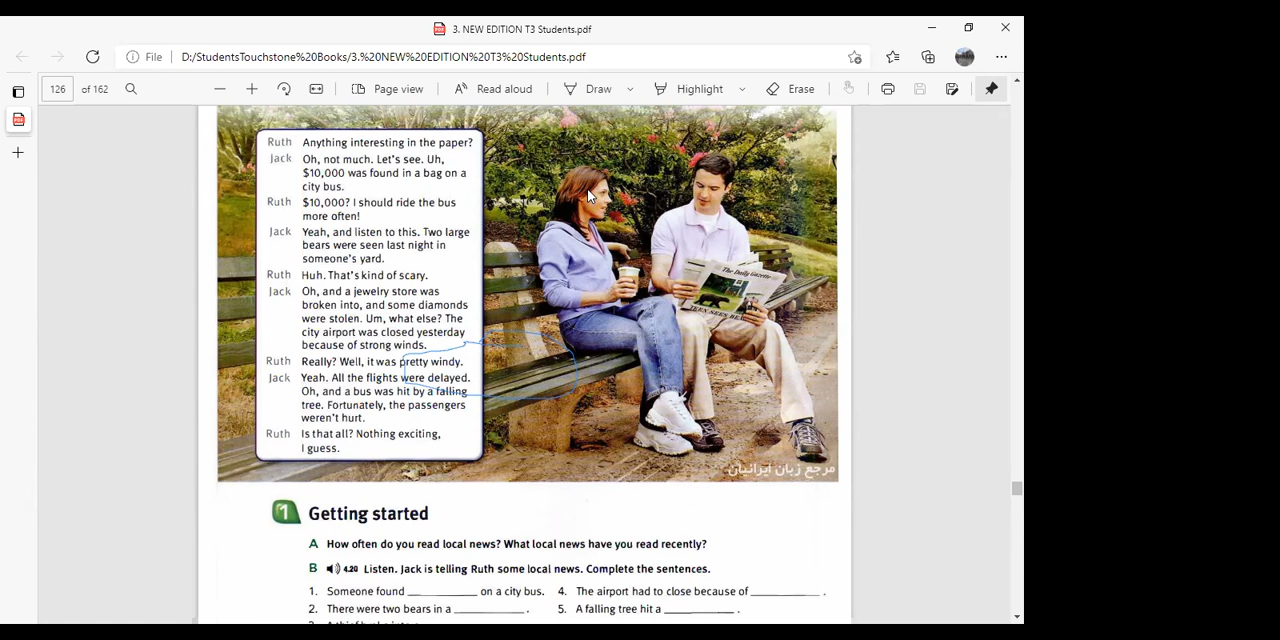 3. NEW EDITION T3 Students.pdf
File D:/StudentsTouchstone%20Books/3.%20NEW%20EDITION%20T3%20Students.pdf
126 of 162 Page view Read aloud Draw Highlight Erase
Ruth Anything interesting in the paper?
Jack Oh, not much. Let's see. Uh,
$10,000 was found in a bag on a
city bus.
Ruth $10,000? I should ride the bus
more often!
Jack Yeah, and listen to this. Two large
bears were seen last night in
someone's yard.
Ruth Huh. That's kind of scary.
Jack Oh, and a jewelry store was
broken into, and some diamonds
were stolen. Um, what else? The
city airport was closed yesterday
because of strong winds.
Ruth Really? Well, it was pretty windy.
Jack Yeah. All the flights were delayed.
Oh, and a bus was hit by a falling
tree. Fortunately, the passengers
weren't hurt.
Ruth Is that all? Nothing exciting,
I guess.
The Daily Gazette
مرجع زبان ایرانیان
1 Getting started
A How often do you read local news? What local news have you read recently?
B 4.20 Listen. Jack is telling Ruth some local news. Complete the sentences.
1. Someone found __________ on a city bus.
4. The airport had to close because of __________ .
2. There were two bears in a __________ .
5. A falling tree hit a __________ .